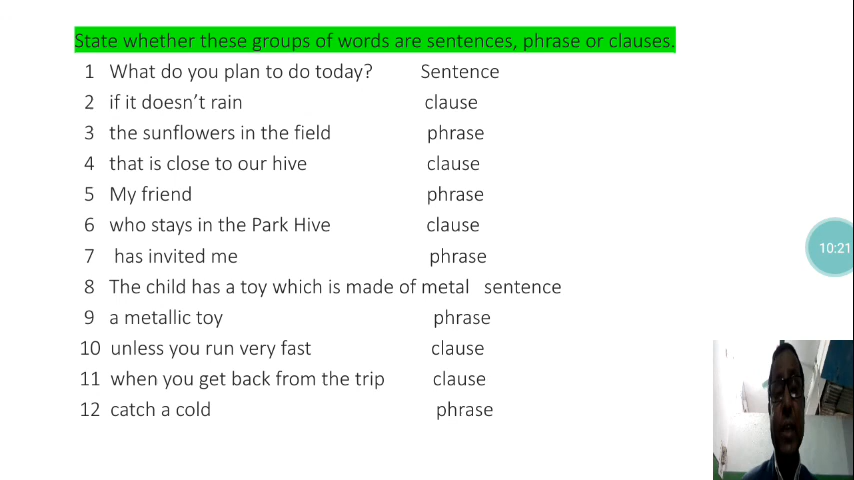 State whether these groups of words are sentences, phrase or clauses.
1 What do you plan to do today? Sentence
2 if it doesn’t rain clause
3 the sunflowers in the field phrase
4 that is close to our hive clause
5 My friend phrase
6 who stays in the Park Hive clause
7 has invited me phrase
8 The child has a toy which is made of metal sentence
9 a metallic toy phrase
10 unless you run very fast clause
11 when you get back from the trip clause
12 catch a cold phrase
10:21